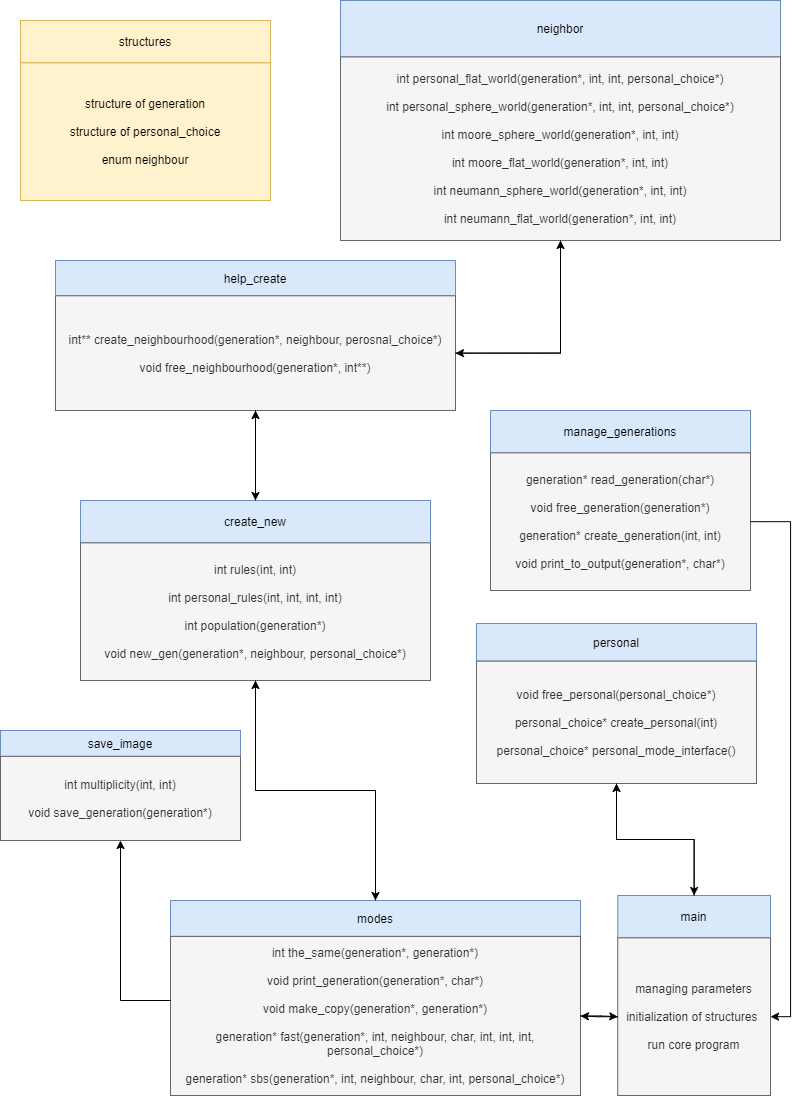 structures
structure of generation
structure of personal_choice
enum neighbour
neighbor
int personal_flat_world(generation*, int, int, personal_choice*)
int personal_sphere_world(generation*, int, int, personal_choice*)
int moore_sphere_world(generation*, int, int)
int moore_flat_world(generation*, int, int)
int neumann_sphere_world(generation*, int, int)
int neumann_flat_world(generation*, int, int)
help_create
int** create_neighbourhood(generation*, neighbour, perosnal_choice*)
void free_neighbourhood(generation*, int**)
manage_generations
generation* read_generation(char*)
void free_generation(generation*)
generation* create_generation(int, int)
void print_to_output(generation*, char*)
create_new
int rules(int, int)
int personal_rules(int, int, int, int)
int population(generation*)
void new_gen(generation*, neighbour, personal_choice*)
personal
void free_personal(personal_choice*)
personal_choice* create_personal(int)
personal_choice* personal_mode_interface()
save_image
int multiplicity(int, int)
void save_generation(generation*)
modes
int the_same(generation*, generation*)
void print_generation(generation*, char*)
void make_copy(generation*, generation*)
generation* fast(generation*, int, neighbour, char, int, int, int,
personal_choice*)
generation* sbs(generation*, int, neighbour, char, int, personal_choice*)
main
managing parameters
initialization of structures
run core program